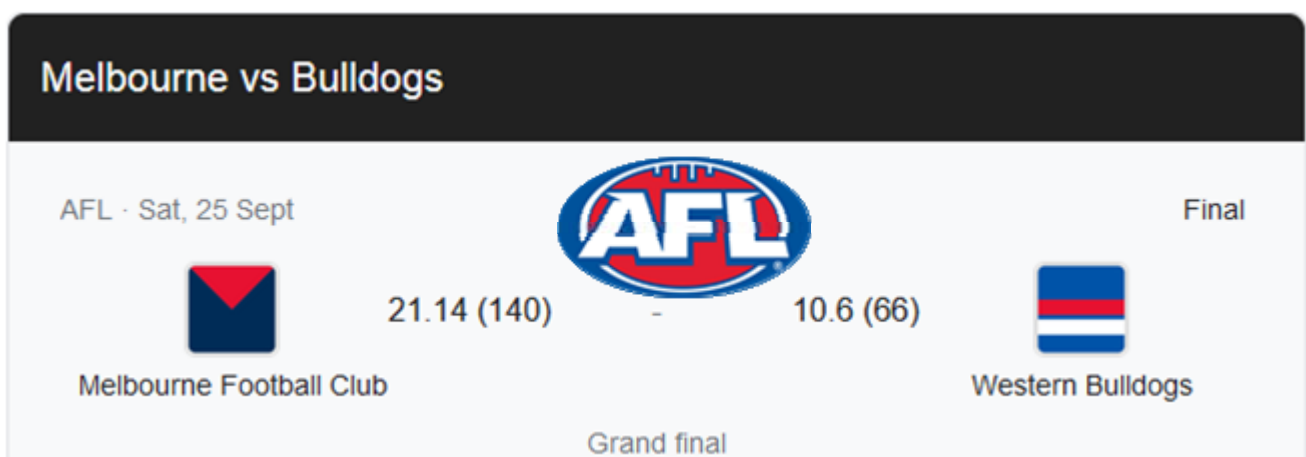 Melbourne vs Bulldogs
AFL · Sat, 25 Sept
AFL
Final
21.14 (140) - 10.6 (66)
Melbourne Football Club
Western Bulldogs
Grand final